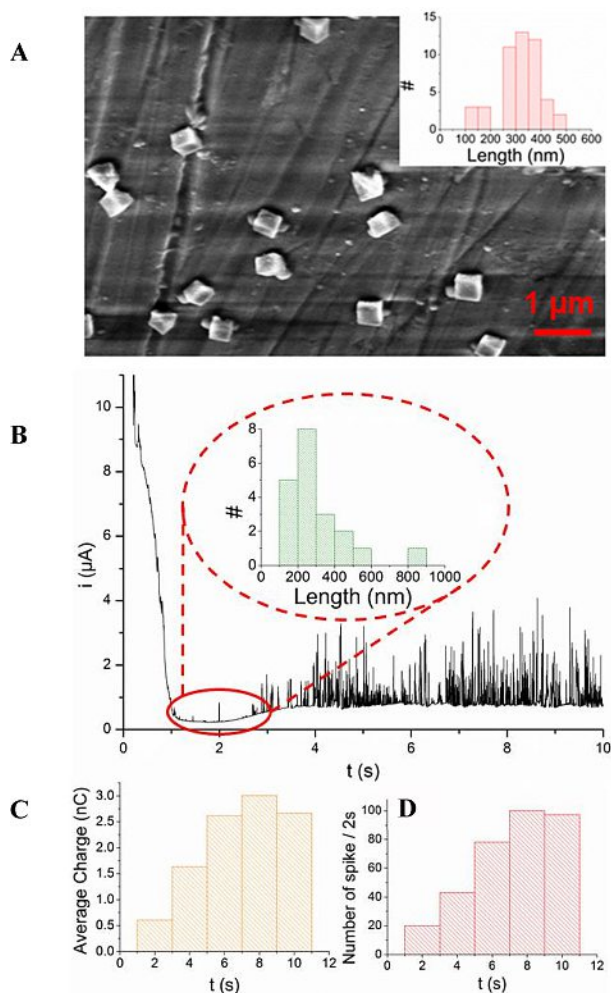 A
15
10
5
0
#
0 100 200 300 400 500 600
Length (nm)
1 µm
B
10
8
6
4
2
0
i (µA)
8
6
4
2
0
#
0 200 400 600 800 1000
Length (nm)
0 2 4 6 8 10
t (s)
C
3.0
2.5
2.0
1.5
1.0
0.5
0.0
Average Charge (nC)
0 2 4 6 8 10 12
t (s)
D
100
80
60
40
20
0
Number of spike / 2s
0 2 4 6 8 10 12
t (s)